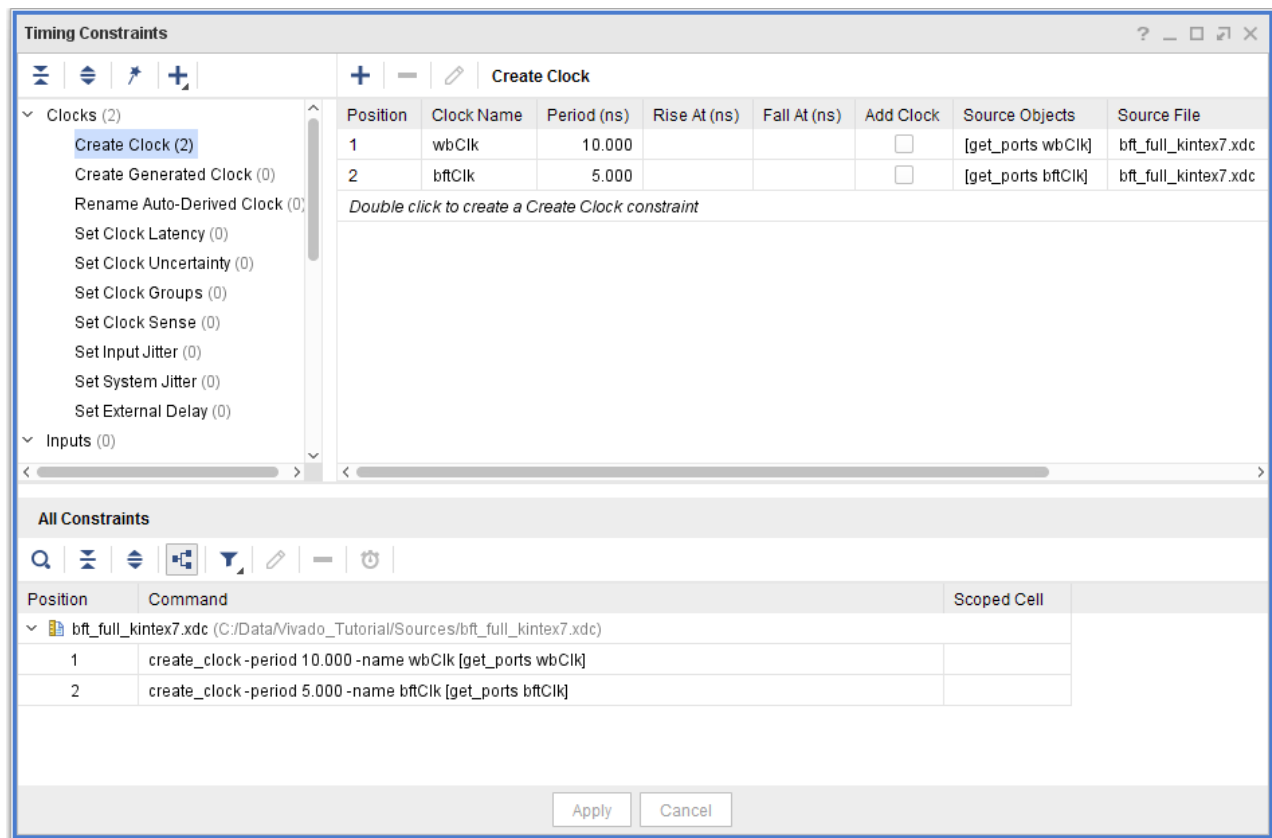 Timing Constraints
Create Clock
Clocks (2)
Create Clock (2)
Create Generated Clock (0)
Rename Auto-Derived Clock (0)
Set Clock Latency (0)
Set Clock Uncertainty (0)
Set Clock Groups (0)
Set Clock Sense (0)
Set Input Jitter (0)
Set System Jitter (0)
Set External Delay (0)
Inputs (0)
Position Clock Name Period (ns) Rise At (ns) Fall At (ns) Add Clock Source Objects Source File
1 wbClk 10.000 [get_ports wbClk] bft_full_kintex7.xdc
2 bftClk 5.000 [get_ports bftClk] bft_full_kintex7.xdc
Double click to create a Create Clock constraint
All Constraints
Position Command Scoped Cell
bft_full_kintex7.xdc (C:/Data/Vivado_Tutorial/Sources/bft_full_kintex7.xdc)
1 create_clock -period 10.000 -name wbClk [get_ports wbClk]
2 create_clock -period 5.000 -name bftClk [get_ports bftClk]
Apply Cancel